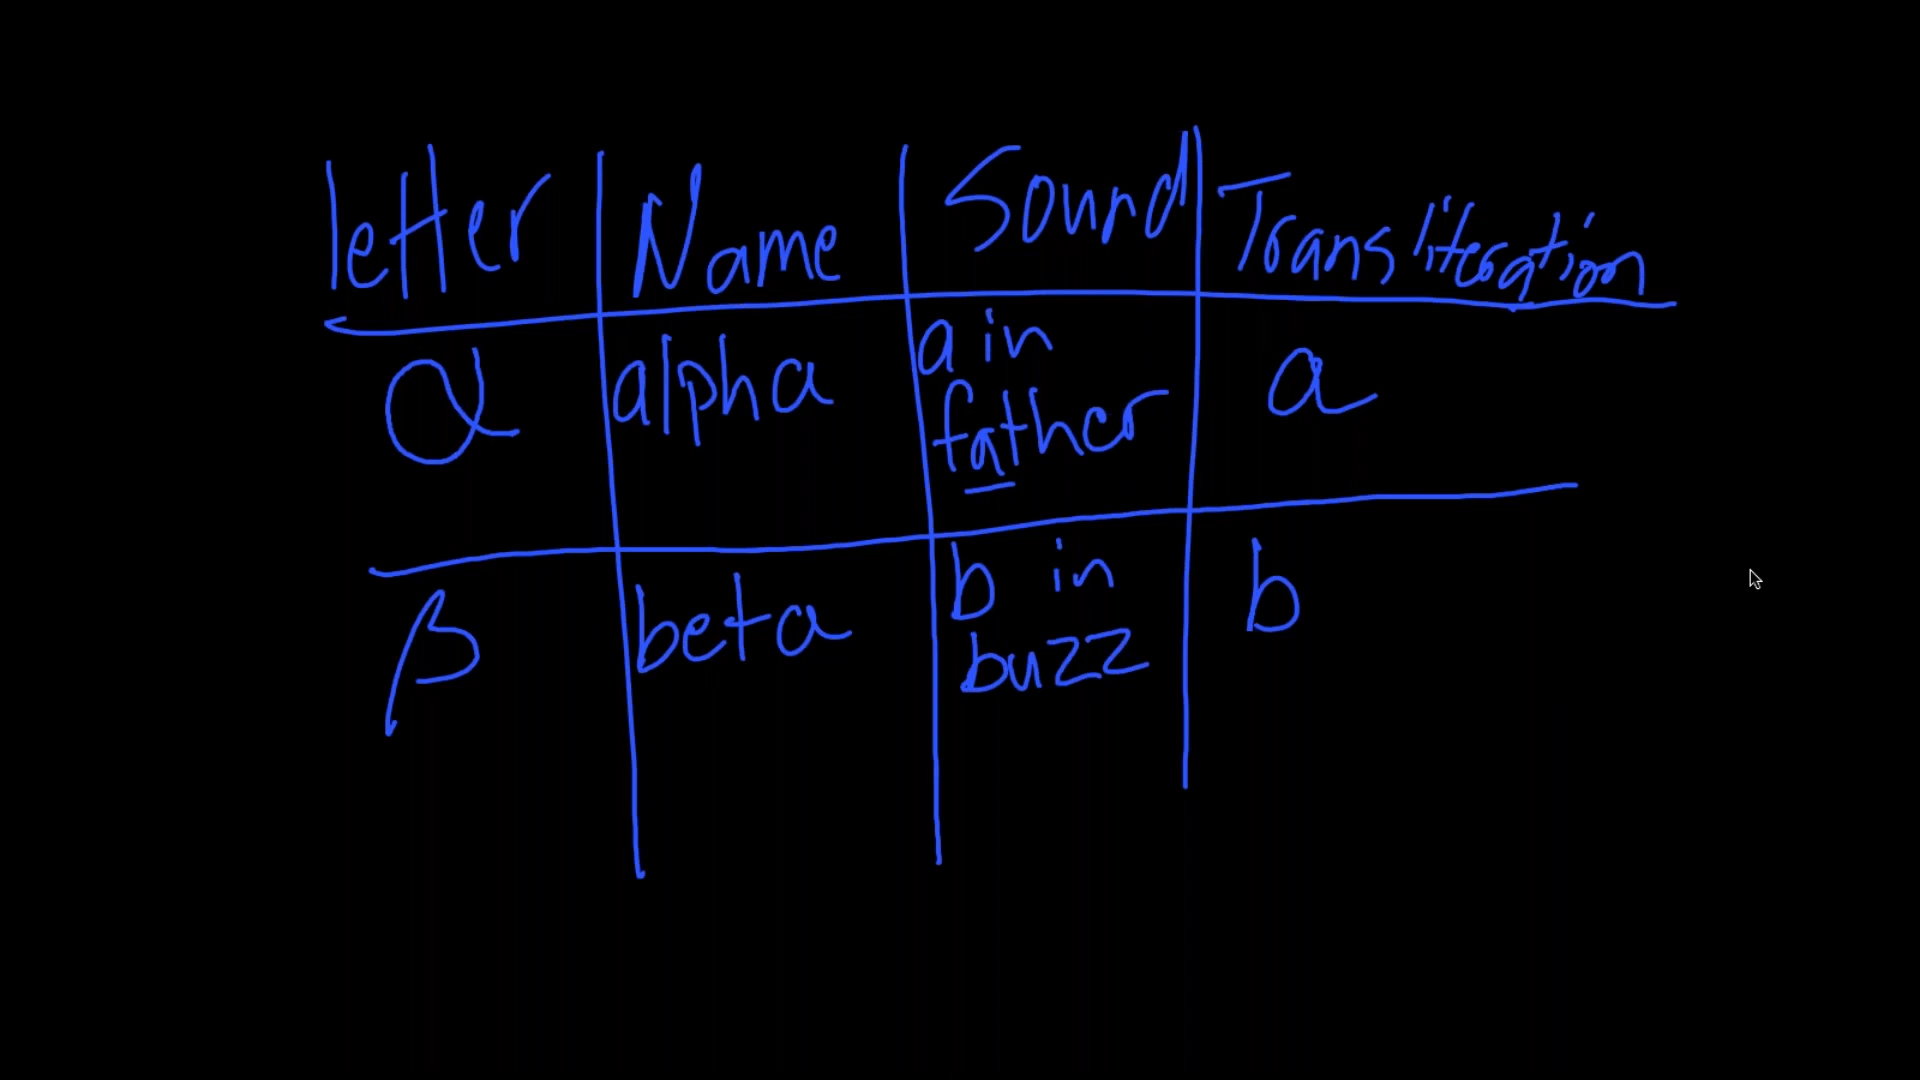 letter Name Sound Transliteration
α alpha a in father a
β beta b in buzz b